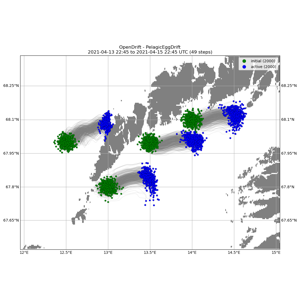 OpenDrift - PelagicEggDrift
2021-04-13 22:45 to 2021-04-15 22:45 UTC (49 steps)
initial (2000)
active (2000)
68.25°N
68.25°N
68.1°N
68.1°N
67.95°N
67.95°N
67.8°N
67.8°N
67.65°N
67.65°N
12°E
12.5°E
13°E
13.5°E
14°E
14.5°E
15°E